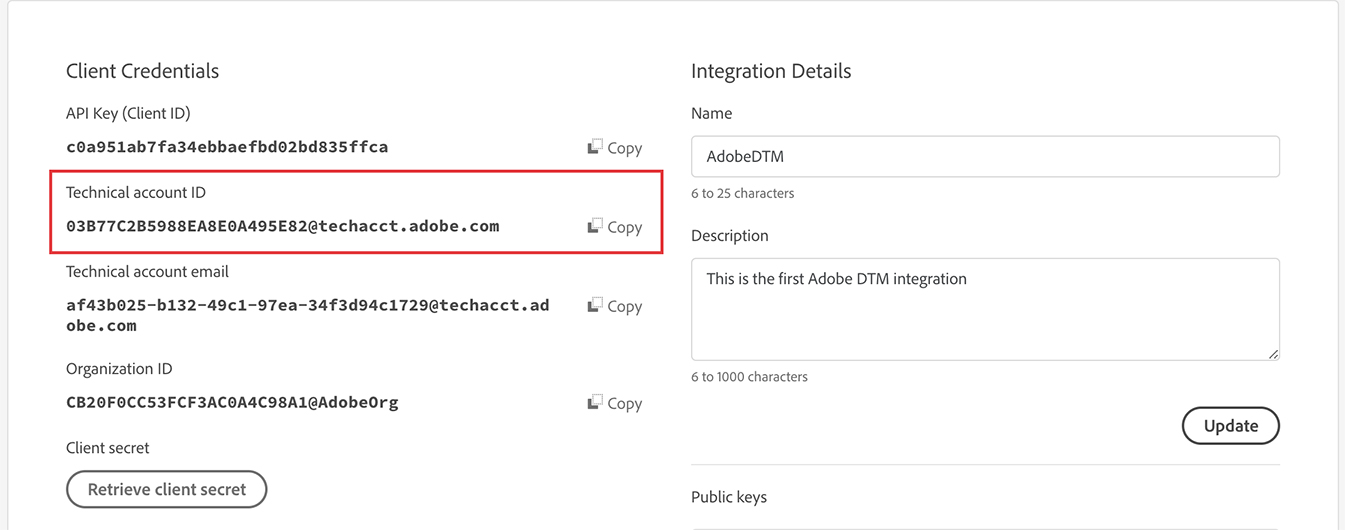 Client Credentials
API Key (Client ID)
c0a951ab7fa34ebbaefbd02bd835ffca
Copy
Technical account ID
03B77C2B5988EA8E0A495E82@techacct.adobe.com
Copy
Technical account email
af43b025-b132-49c1-97ea-34f3d94c1729@techacct.ad
obe.com
Copy
Organization ID
CB20F0CC53FCF3AC0A4C98A1@AdobeOrg
Copy
Client secret
Retrieve client secret
Integration Details
Name
AdobeDTM
6 to 25 characters
Description
This is the first Adobe DTM integration
6 to 1000 characters
Update
Public keys